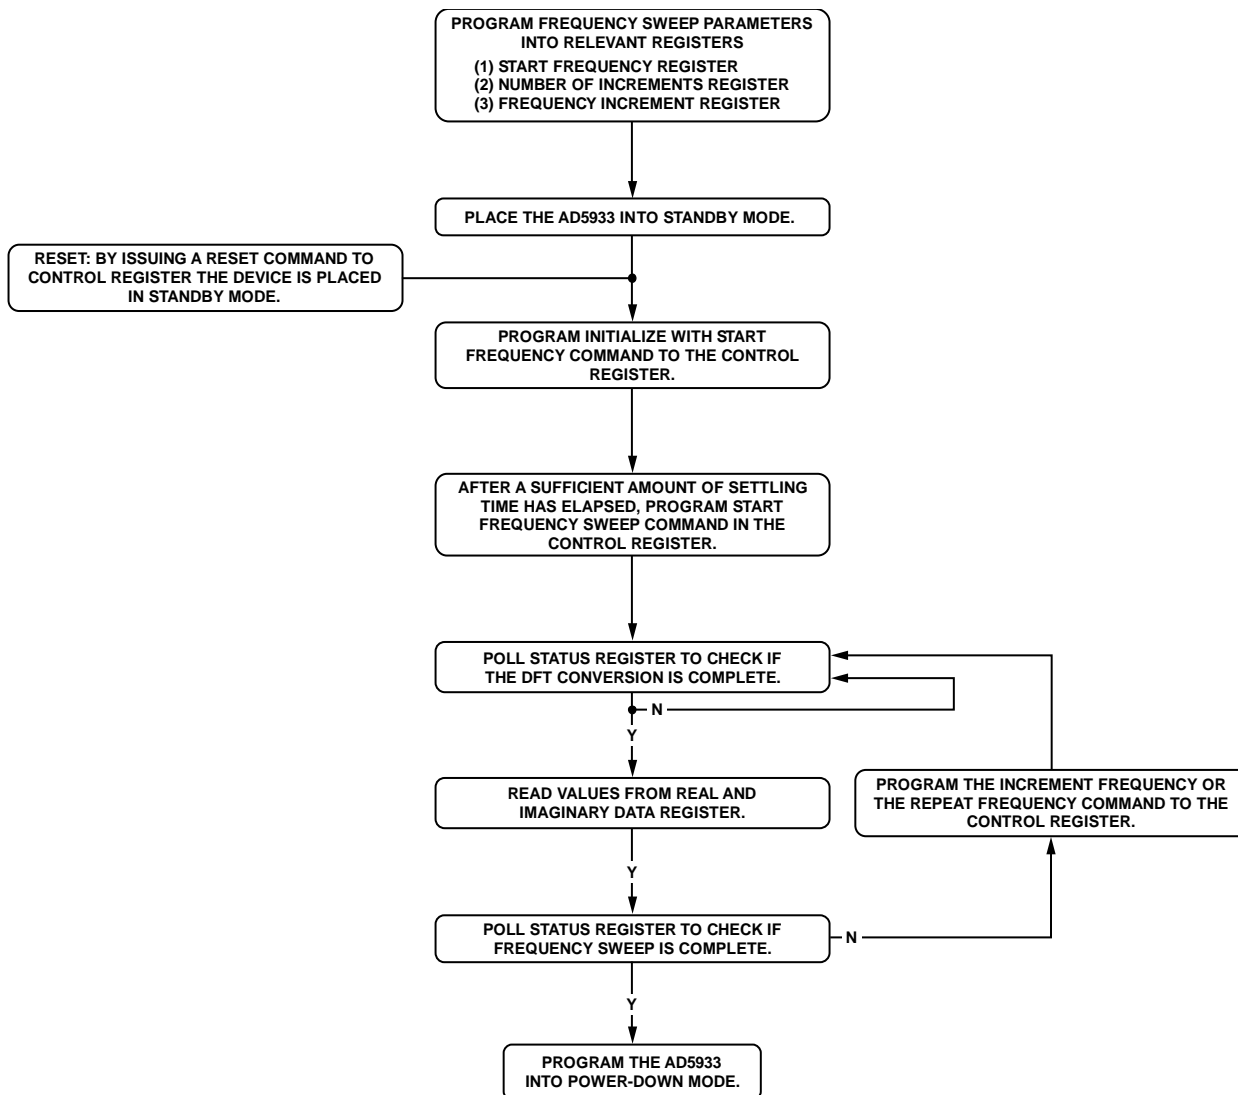 PROGRAM FREQUENCY SWEEP PARAMETERS
INTO RELEVANT REGISTERS
(1) START FREQUENCY REGISTER
(2) NUMBER OF INCREMENTS REGISTER
(3) FREQUENCY INCREMENT REGISTER
PLACE THE AD5933 INTO STANDBY MODE.
RESET: BY ISSUING A RESET COMMAND TO
CONTROL REGISTER THE DEVICE IS PLACED
IN STANDBY MODE.
PROGRAM INITIALIZE WITH START
FREQUENCY COMMAND TO THE CONTROL
REGISTER.
AFTER A SUFFICIENT AMOUNT OF SETTLING
TIME HAS ELAPSED, PROGRAM START
FREQUENCY SWEEP COMMAND IN THE
CONTROL REGISTER.
POLL STATUS REGISTER TO CHECK IF
THE DFT CONVERSION IS COMPLETE.
N
Y
READ VALUES FROM REAL AND
IMAGINARY DATA REGISTER.
PROGRAM THE INCREMENT FREQUENCY OR
THE REPEAT FREQUENCY COMMAND TO THE
CONTROL REGISTER.
Y
POLL STATUS REGISTER TO CHECK IF
FREQUENCY SWEEP IS COMPLETE.
N
Y
PROGRAM THE AD5933
INTO POWER-DOWN MODE.